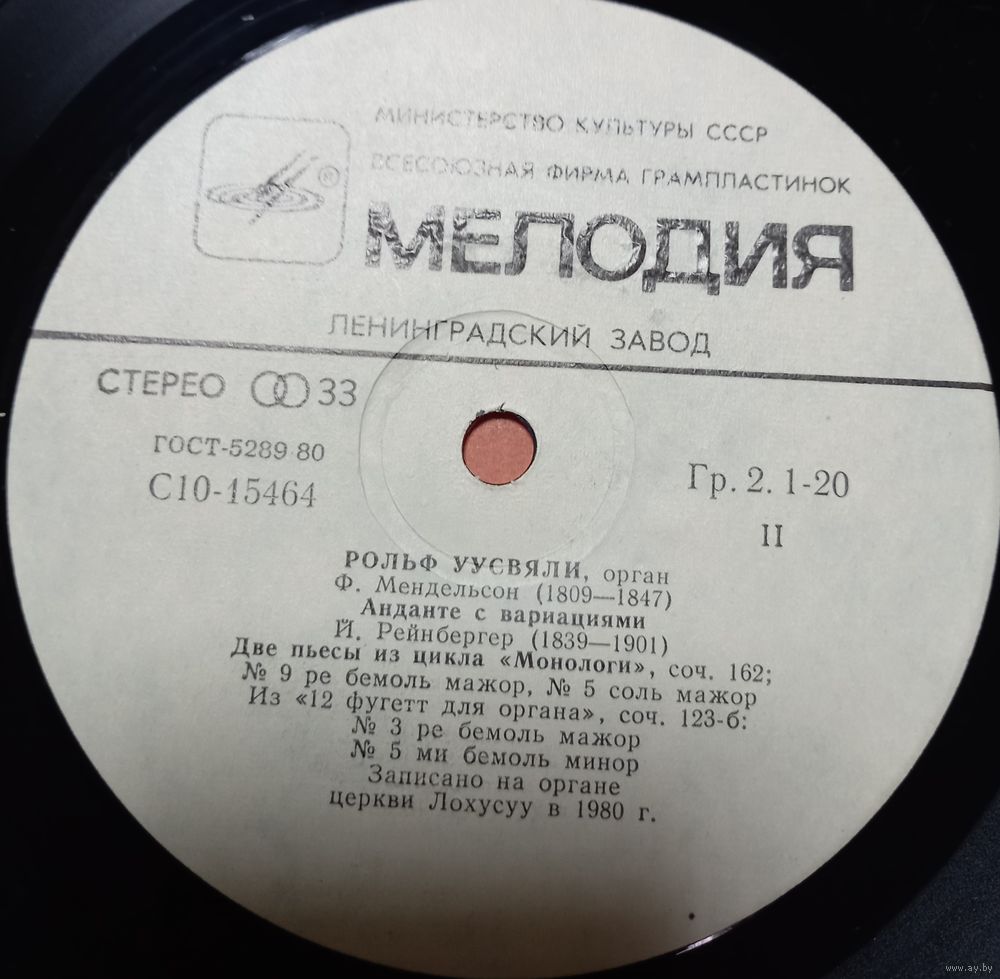 МИНИСТЕРСТВО КУЛЬТУРЫ СССР
ВСЕСОЮЗНАЯ ФИРМА ГРАМПЛАСТИНОК
®
МЕЛОДИЯ
ЛЕНИНГРАДСКИЙ ЗАВОД
СТЕРЕО 33
ГОСТ-5289-80
С10-15464
Гр. 2. 1-20
II
РОЛЬФ УУСВЯЛИ, орган
Ф. Мендельсон (1809—1847)
Анданте с вариациями
Й. Рейнбергер (1839—1901)
Две пьесы из цикла «Монологи», соч. 162;
№ 9 ре бемоль мажор, № 5 соль мажор
Из «12 фугетт для органа», соч. 123-б:
№ 3 ре бемоль мажор
№ 5 ми бемоль минор
Записано на органе
церкви Лохусуу в 1980 г.
www.ay.by